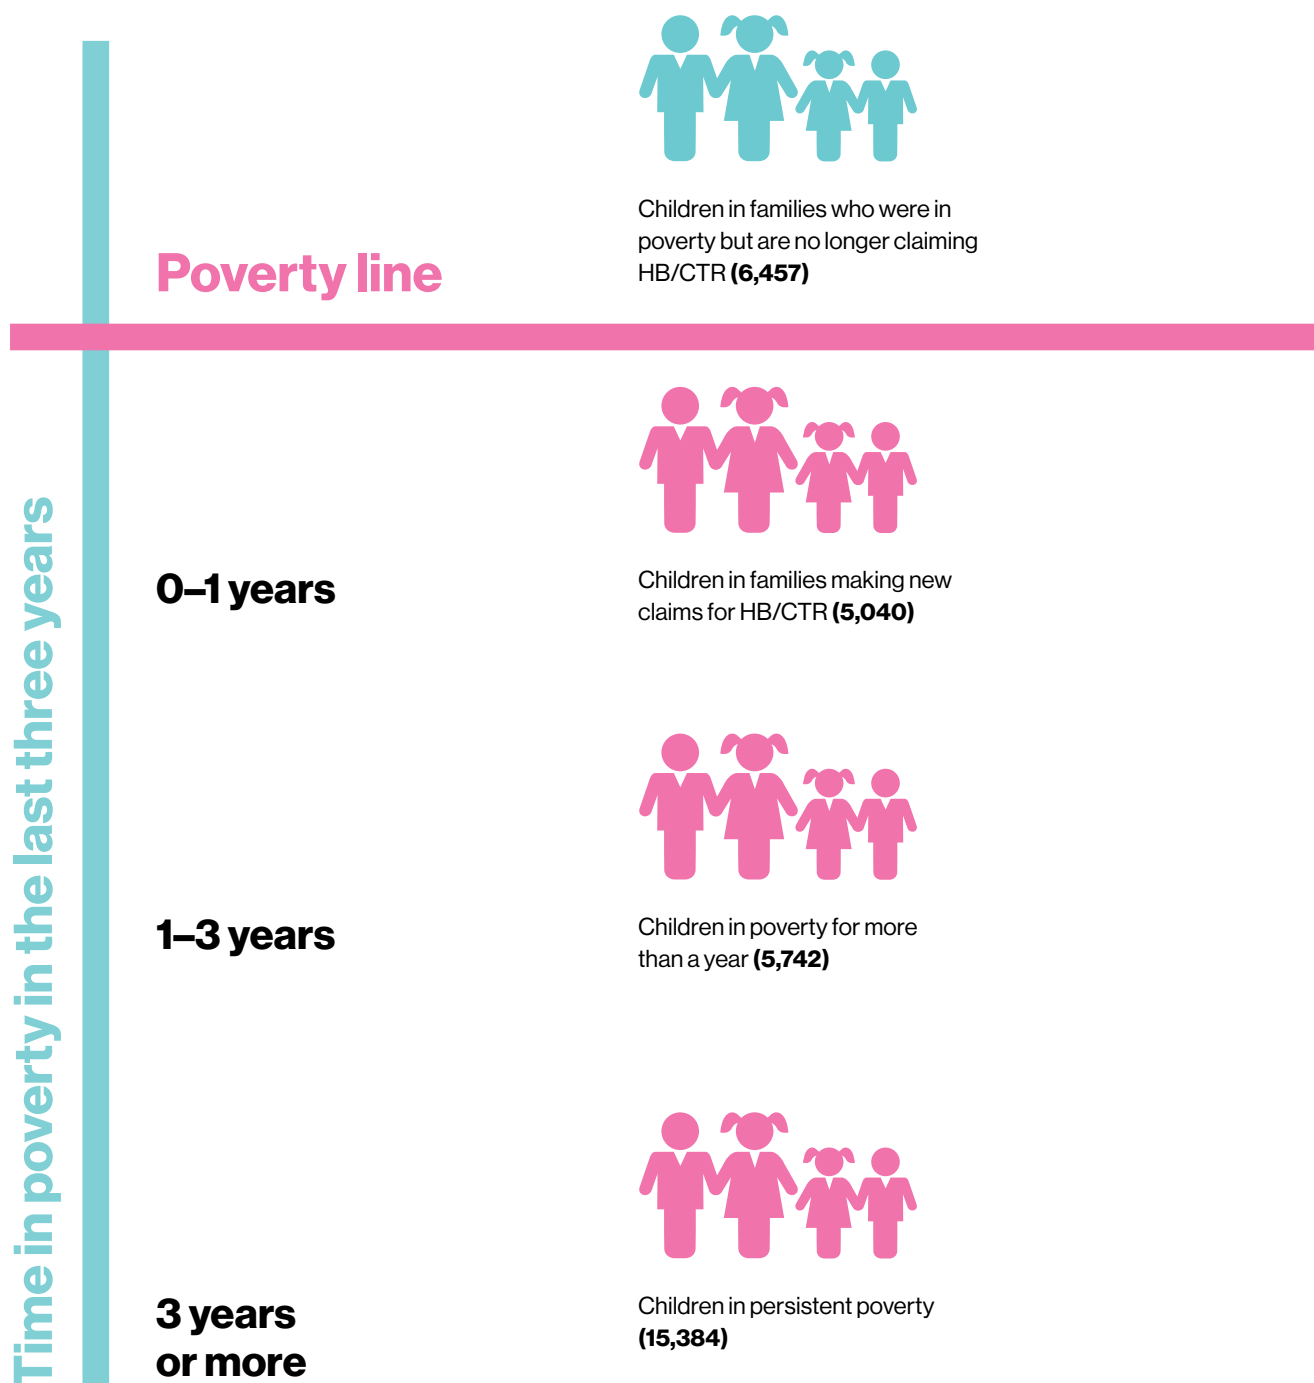 Children in families who were in
poverty but are no longer claiming
HB/CTR (6,457)
Poverty line
Time in poverty in the last three years
0–1 years
Children in families making new
claims for HB/CTR (5,040)
1–3 years
Children in poverty for more
than a year (5,742)
3 years
or more
Children in persistent poverty
(15,384)